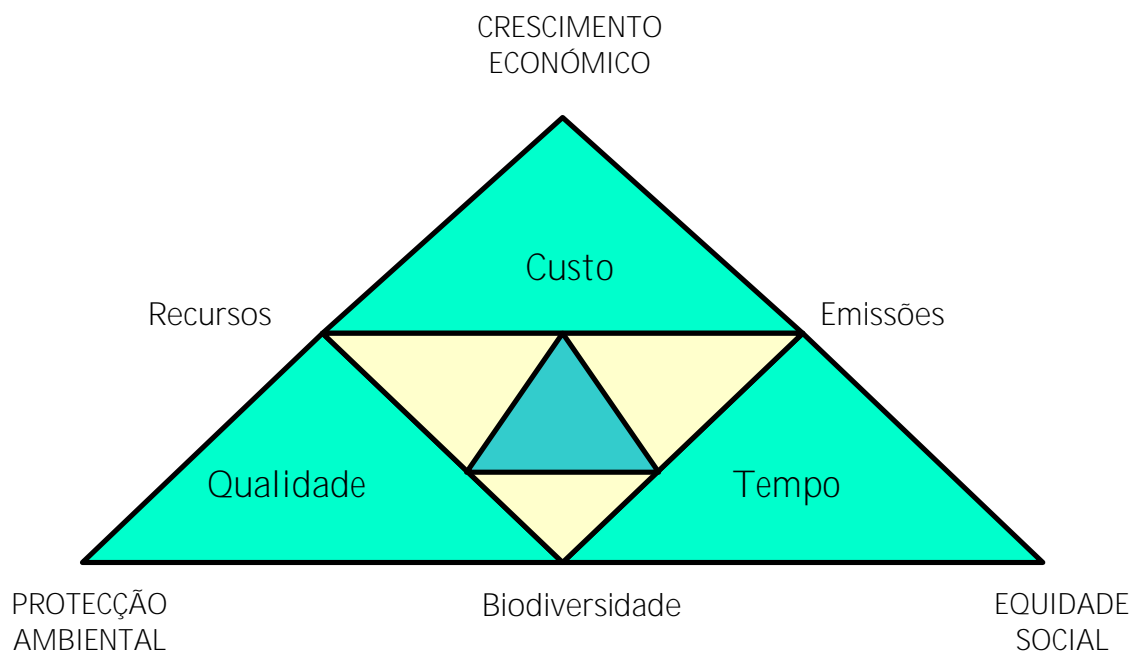 CRESCIMENTO
ECONÓMICO
Custo
Recursos
Emissões
Qualidade
Tempo
PROTECÇÃO
AMBIENTAL
Biodiversidade
EQUIDADE
SOCIAL